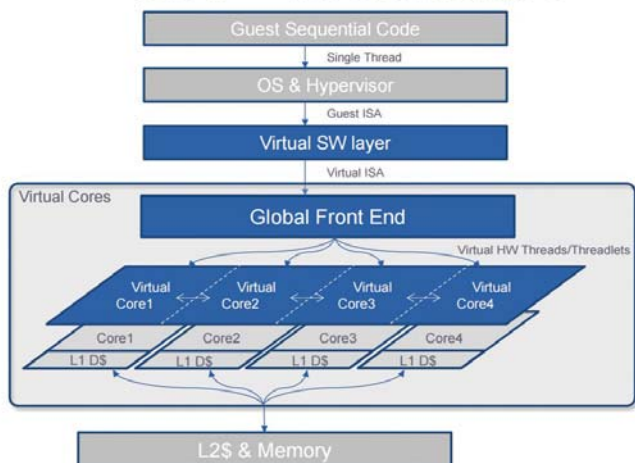 Guest Sequential Code
Single Thread
OS & Hypervisor
Guest ISA
Virtual SW layer
Virtual ISA
Virtual Cores
Global Front End
Virtual HW Threads/Threadlets
Virtual Core1
Virtual Core2
Virtual Core3
Virtual Core4
Core1
Core2
Core3
Core4
L1 D$
L1 D$
L1 D$
L1 D$
L2$ & Memory